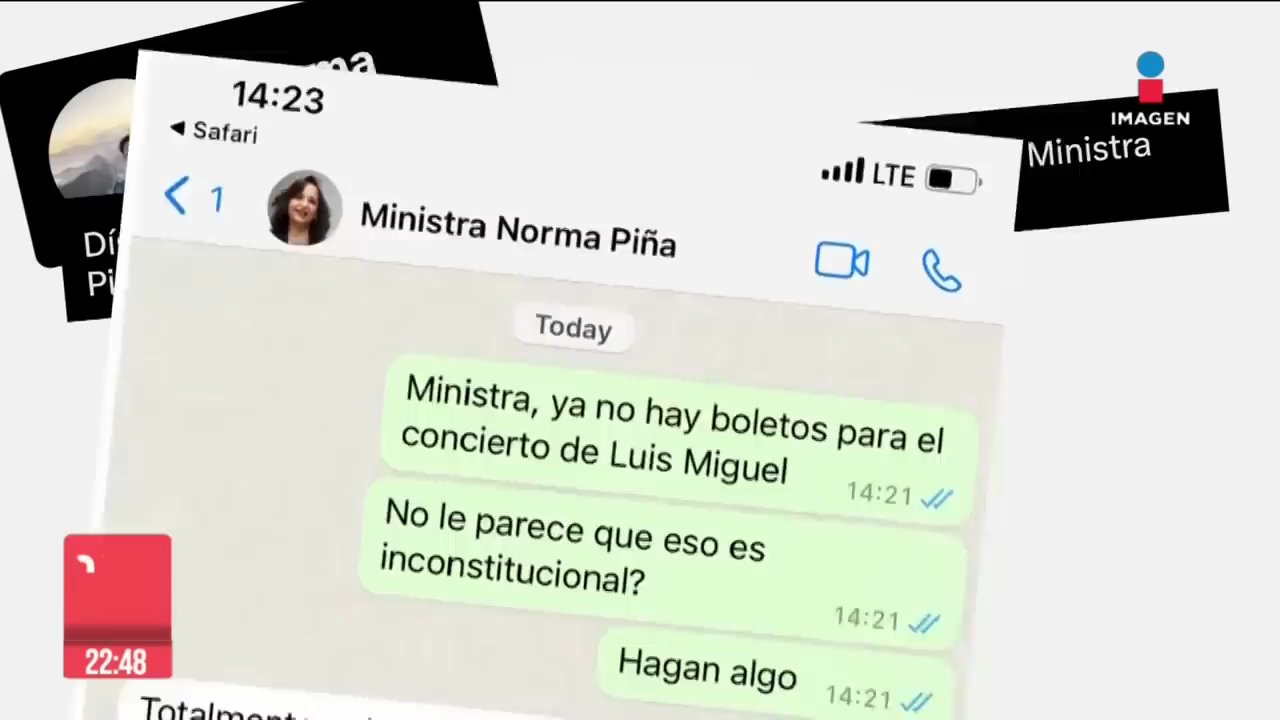 14:23
Safari
LTE
IMAGEN
Ministra
1
Ministra Norma Piña
Today
Ministra, ya no hay boletos para el
concierto de Luis Miguel
14:21
No le parece que eso es
inconstitucional?
14:21
Hagan algo
14:21
22:48